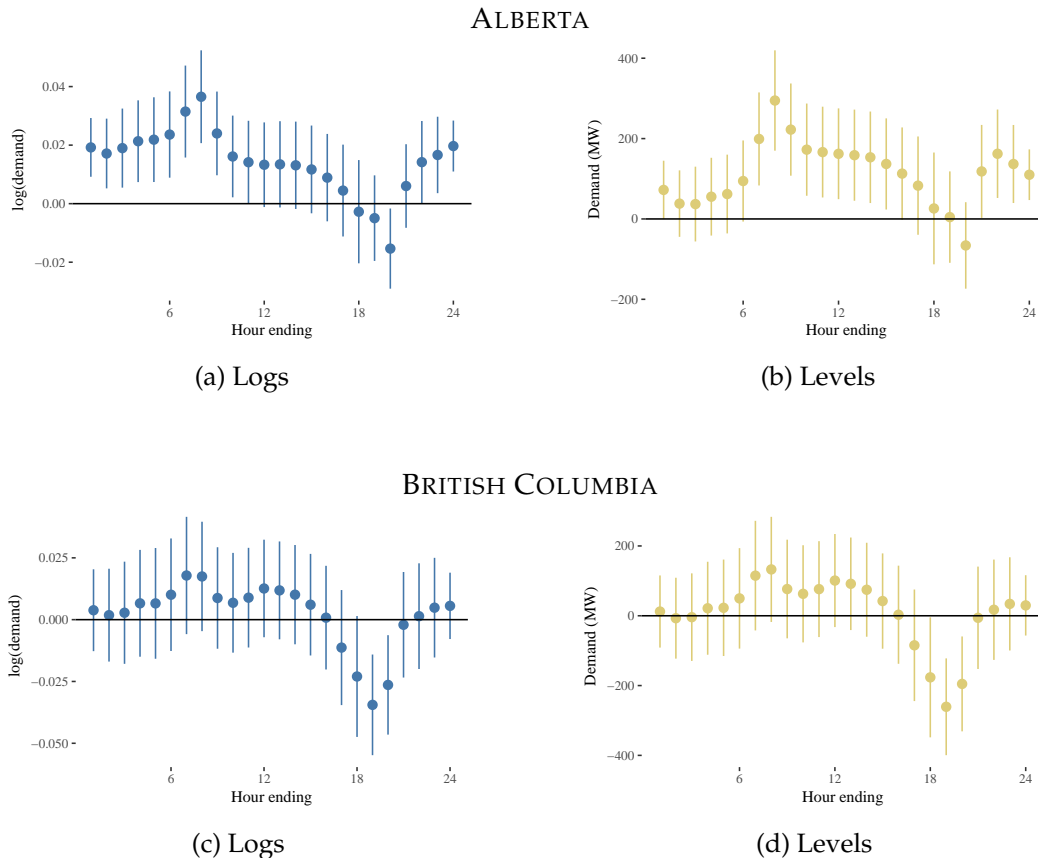 ALBERTA
0.04
0.02
0.00
−0.02
log(demand)
6
12
18
24
Hour ending
(a) Logs
400
200
0
−200
Demand (MW)
6
12
18
24
Hour ending
(b) Levels
BRITISH COLUMBIA
0.025
0.000
−0.025
−0.050
log(demand)
6
12
18
24
Hour ending
(c) Logs
200
0
−200
−400
Demand (MW)
6
12
18
24
Hour ending
(d) Levels